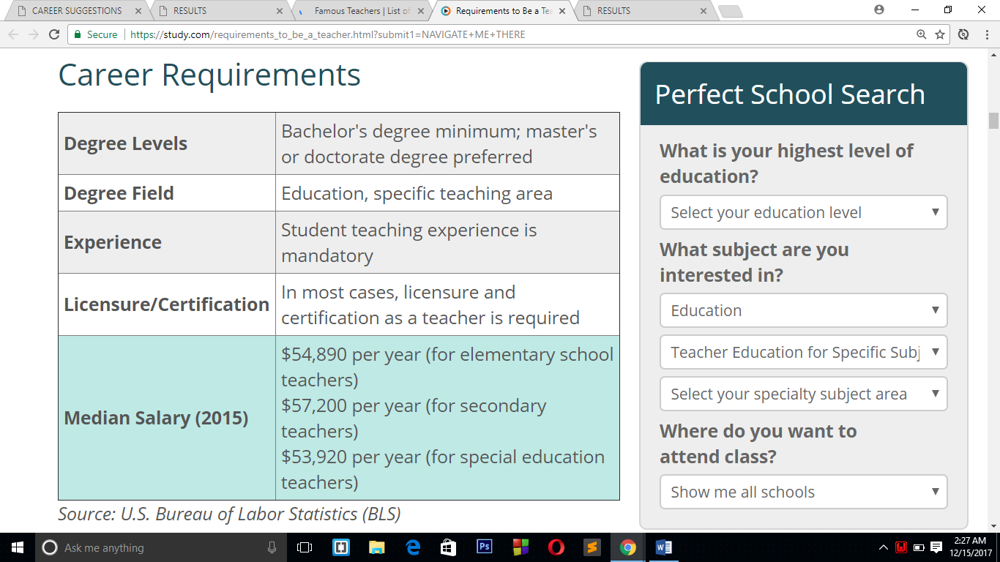 CAREER SUGGESTIONS
RESULTS
Famous Teachers | List of
Requirements to Be a Tea
RESULTS
Secure
https://study.com/requirements_to_be_a_teacher.html?submit1=NAVIGATE+ME+THERE
Career Requirements
Degree Levels
Bachelor's degree minimum; master's
or doctorate degree preferred
Degree Field
Education, specific teaching area
Experience
Student teaching experience is
mandatory
Licensure/Certification
In most cases, licensure and
certification as a teacher is required
Median Salary (2015)
$54,890 per year (for elementary school
teachers)
$57,200 per year (for secondary
teachers)
$53,920 per year (for special education
teachers)
Source: U.S. Bureau of Labor Statistics (BLS)
Perfect School Search
What is your highest level of
education?
Select your education level
What subject are you
interested in?
Education
Teacher Education for Specific Subj
Select your specialty subject area
Where do you want to
attend class?
Show me all schools
Ask me anything
Ps
2:27 AM
12/15/2017